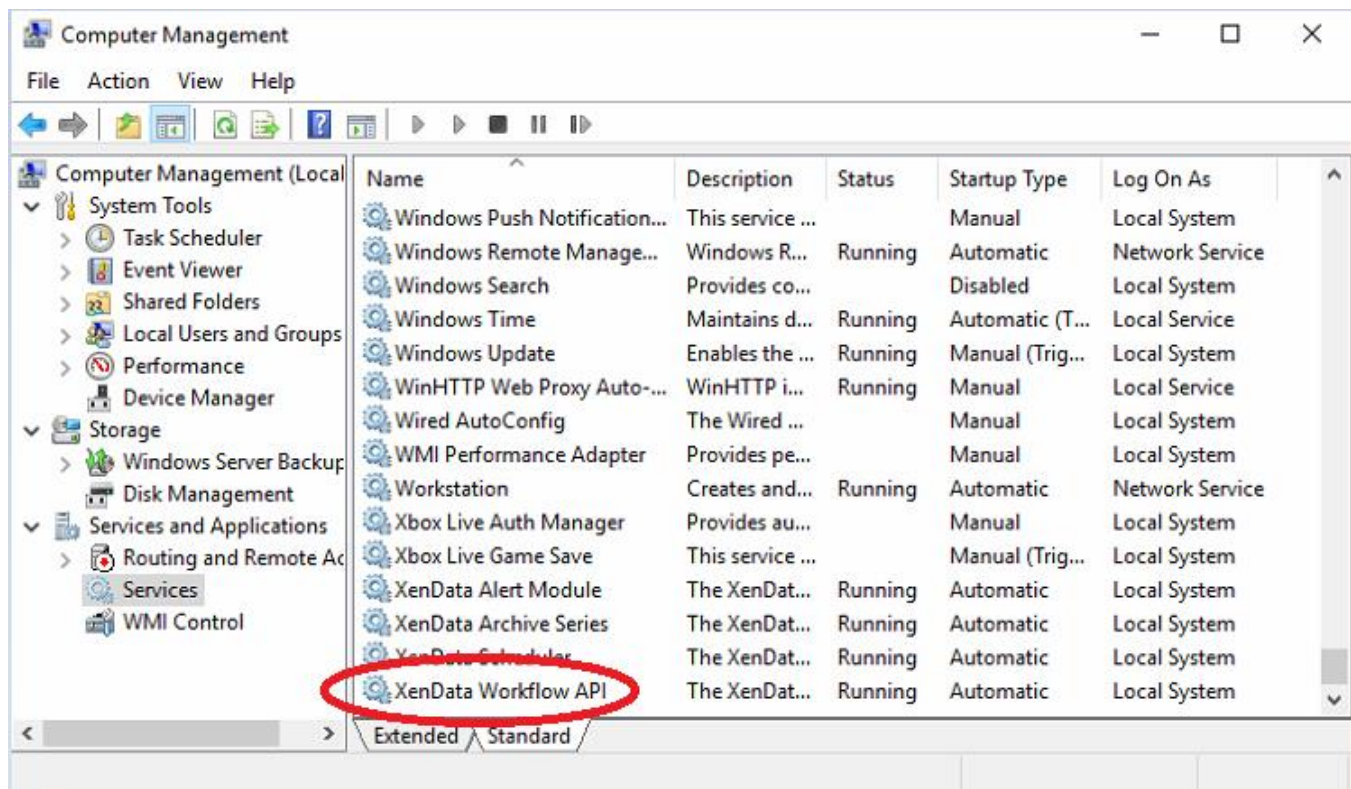 Computer Management
File Action View Help
Computer Management (Local
System Tools
Task Scheduler
Event Viewer
Shared Folders
Local Users and Groups
Performance
Device Manager
Storage
Windows Server Backup
Disk Management
Services and Applications
Routing and Remote Ac
Services
WMI Control
Name Description Status Startup Type Log On As
Windows Push Notification... This service ... Manual Local System
Windows Remote Manage... Windows R... Running Automatic Network Service
Windows Search Provides co... Disabled Local System
Windows Time Maintains d... Running Automatic (T... Local Service
Windows Update Enables the ... Running Manual (Trig... Local System
WinHTTP Web Proxy Auto-... WinHTTP i... Running Manual Local Service
Wired AutoConfig The Wired ... Manual Local System
WMI Performance Adapter Provides pe... Manual Local System
Workstation Creates and... Running Automatic Network Service
Xbox Live Auth Manager Provides au... Manual Local System
Xbox Live Game Save This service ... Manual (Trig... Local System
XenData Alert Module The XenDat... Running Automatic Local System
XenData Archive Series The XenDat... Running Automatic Local System
XenData Scheduler The XenDat... Running Automatic Local System
XenData Workflow API The XenDat... Running Automatic Local System
Extended Standard